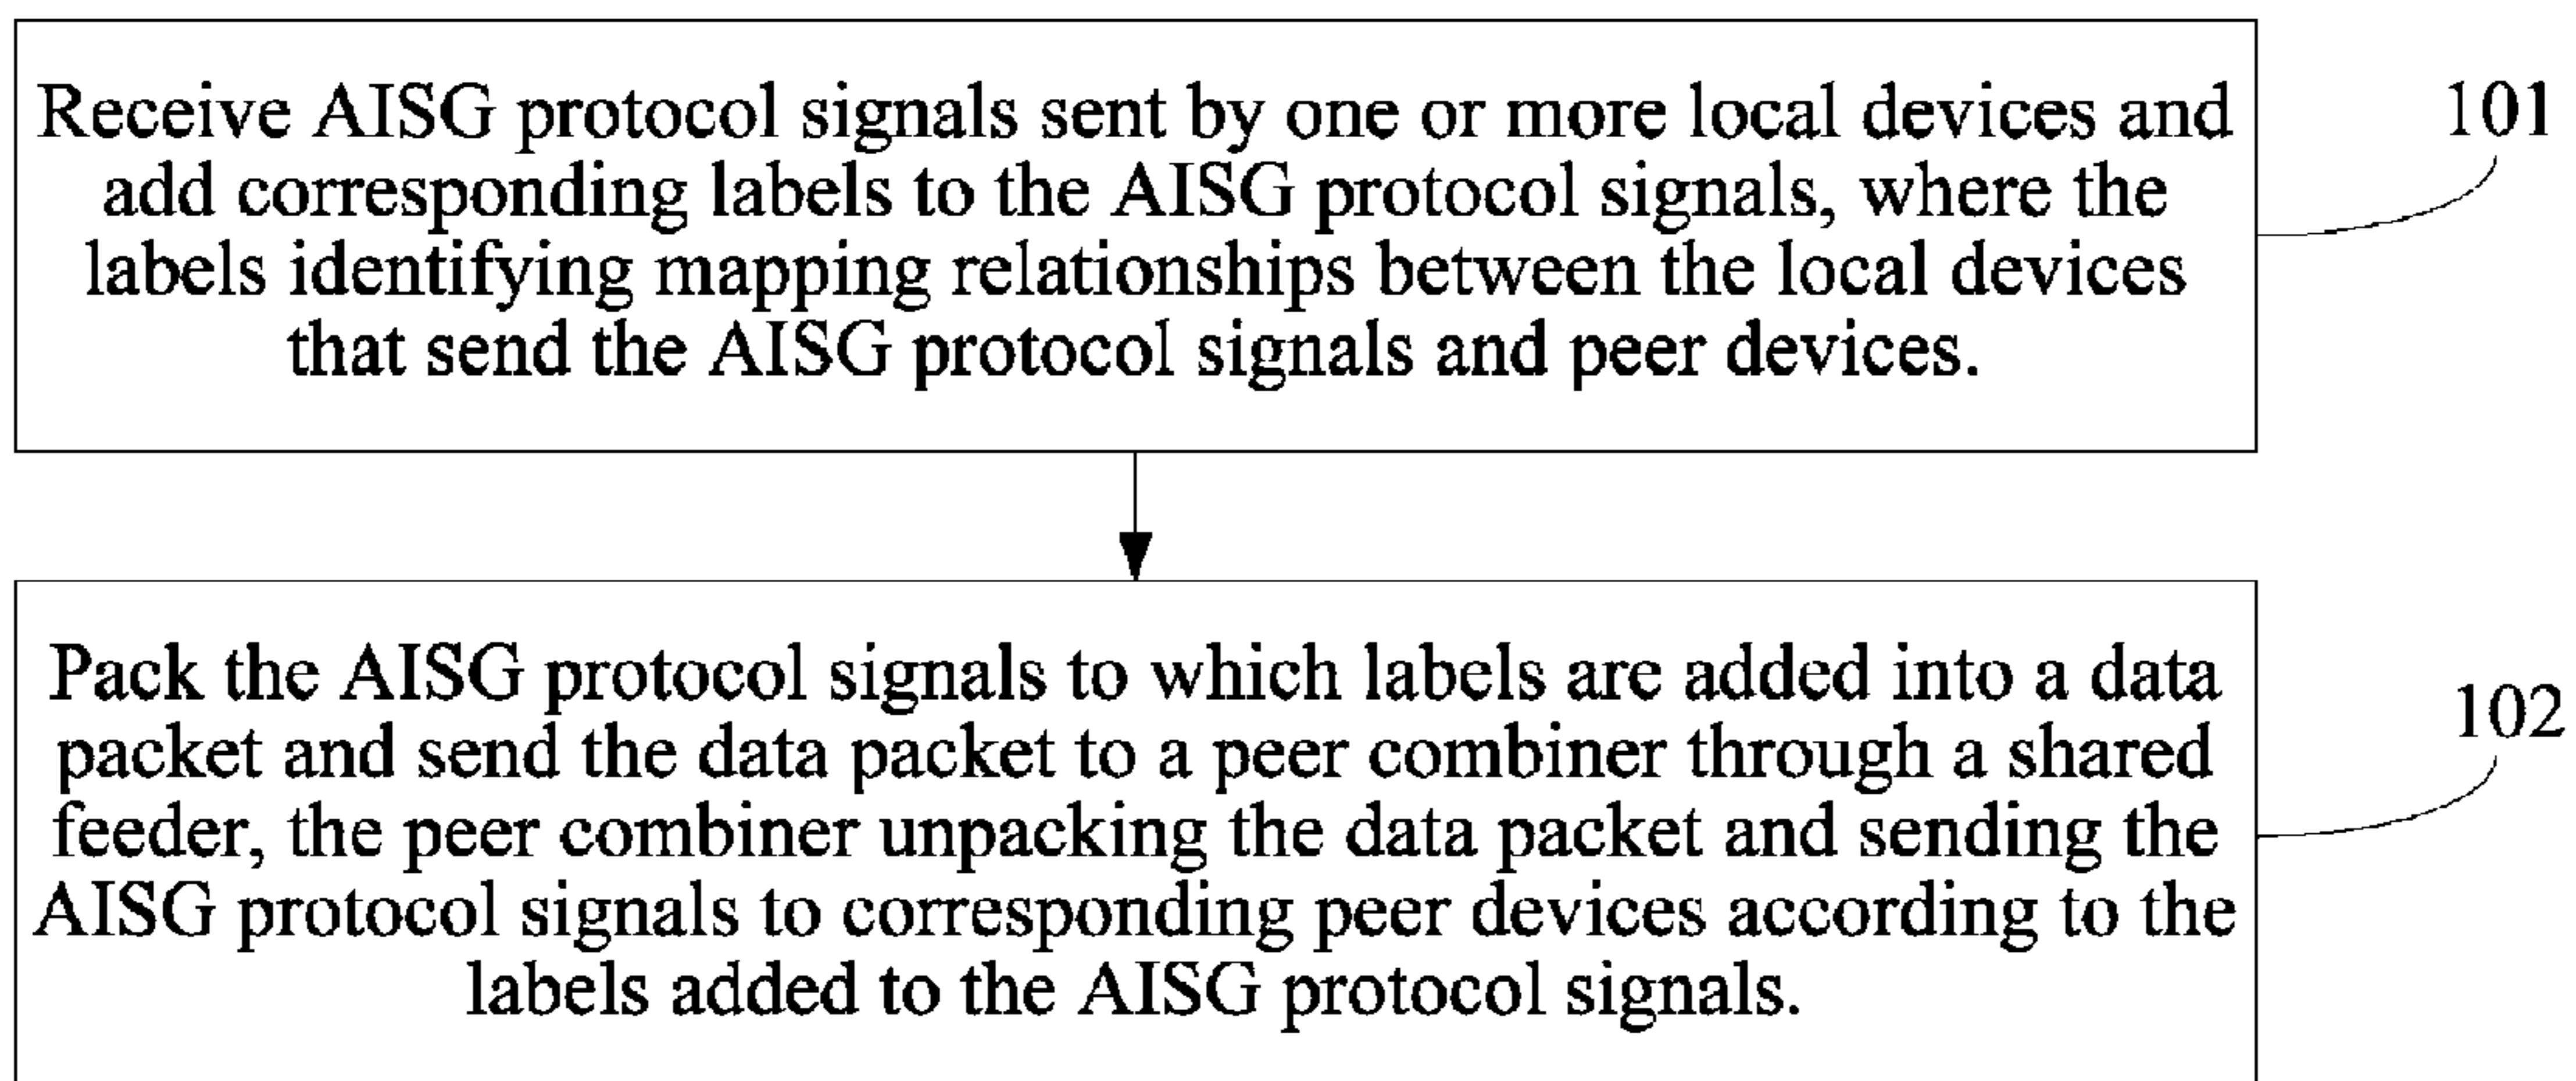 Receive AISG protocol signals sent by one or more local devices and
add corresponding labels to the AISG protocol signals, where the
labels identifying mapping relationships between the local devices
that send the AISG protocol signals and peer devices.
101
Pack the AISG protocol signals to which labels are added into a data
packet and send the data packet to a peer combiner through a shared
feeder, the peer combiner unpacking the data packet and sending the
AISG protocol signals to corresponding peer devices according to the
labels added to the AISG protocol signals.
102